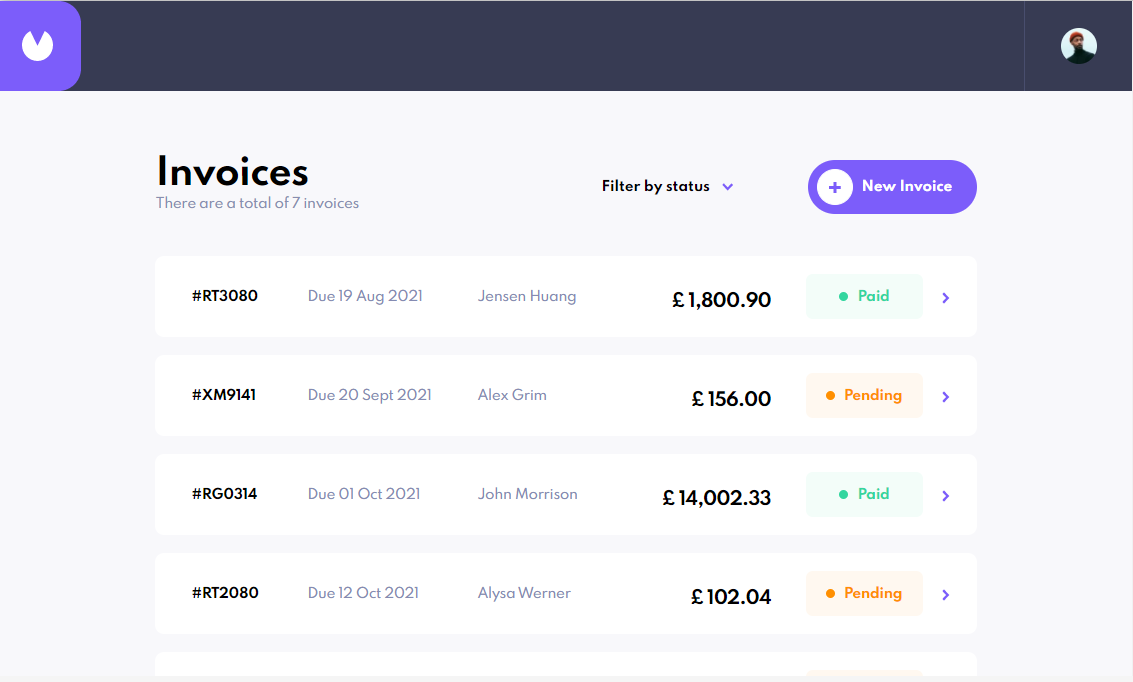 Invoices
There are a total of 7 invoices
Filter by status
New Invoice
#RT3080 Due 19 Aug 2021 Jensen Huang £ 1,800.90 Paid
#XM9141 Due 20 Sept 2021 Alex Grim £ 156.00 Pending
#RG0314 Due 01 Oct 2021 John Morrison £ 14,002.33 Paid
#RT2080 Due 12 Oct 2021 Alysa Werner £ 102.04 Pending